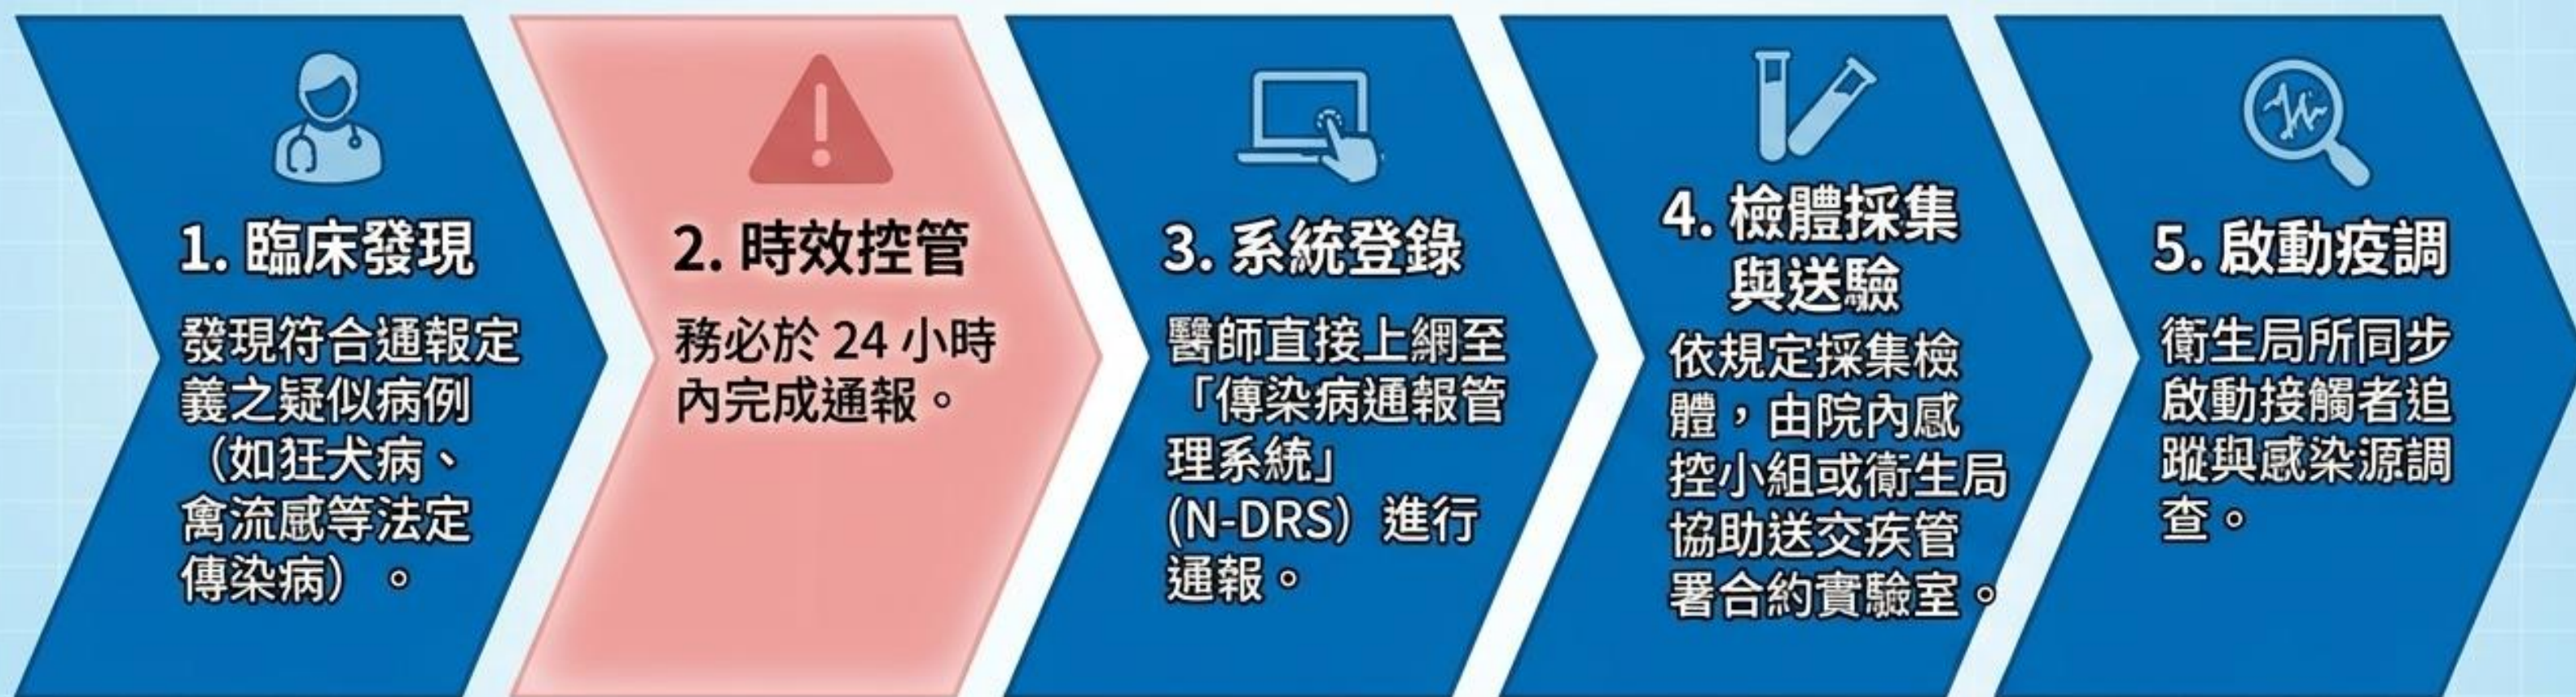 1. 臨床發現
發現符合通報定
義之疑似病例
（如狂犬病、
禽流感等法定
傳染病）。
2. 時效控管
務必於 24 小時
內完成通報。
3. 系統登錄
醫師直接上網至
「傳染病通報管
理系統」
(N-DRS）進行
通報。
4. 檢體採集
與送驗
依規定採集檢
體，由院內感
控小組或衛生局
協助送交疾管
署合約實驗室。
5. 啟動疫調
衛生局所同步
啟動接觸者追
蹤與感染源調
查。